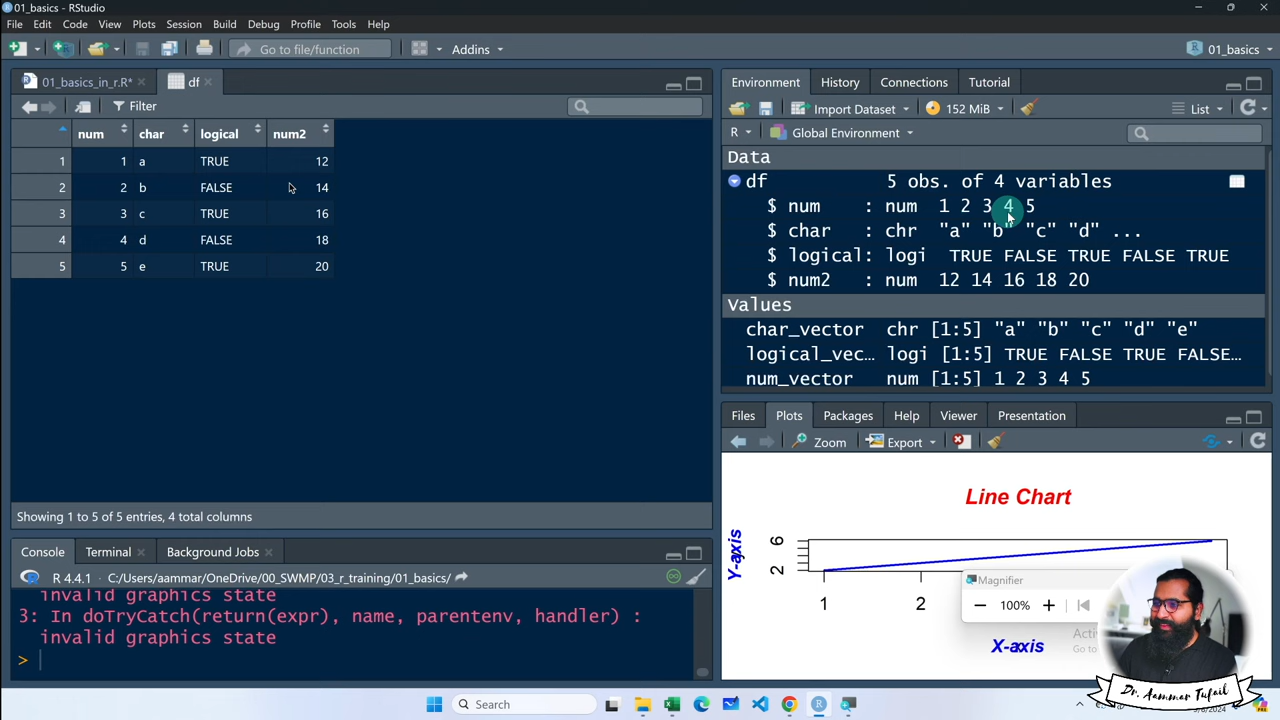 01_basics - RStudio
File Edit Code View Plots Session Build Debug Profile Tools Help
Go to file/function Addins 01_basics
01_basics_in_r.R* df
Filter
num char logical num2
1 1 a TRUE 12
2 2 b FALSE 14
3 3 c TRUE 16
4 4 d FALSE 18
5 5 e TRUE 20
Showing 1 to 5 of 5 entries, 4 total columns
Console Terminal Background Jobs
R 4.4.1 · C:/Users/aammar/OneDrive/00_SWMP/03_r_training/01_basics/
invalid graphics state
3: In doTryCatch(return(expr), name, parentenv, handler) :
invalid graphics state
>
Environment History Connections Tutorial
Import Dataset 152 MiB List
R Global Environment
Data
df 5 obs. of 4 variables
$ num : num 1 2 3 4 5
$ char : chr "a" "b" "c" "d" ...
$ logical: logi TRUE FALSE TRUE FALSE TRUE
$ num2 : num 12 14 16 18 20
Values
char_vector chr [1:5] "a" "b" "c" "d" "e"
logical_vec… logi [1:5] TRUE FALSE TRUE FALSE…
num_vector num [1:5] 1 2 3 4 5
Files Plots Packages Help Viewer Presentation
Zoom Export
Line Chart
Y-axis
6
2
1 2
X-axis
Magnifier
100%
Dr. Aammar Tufail
Search